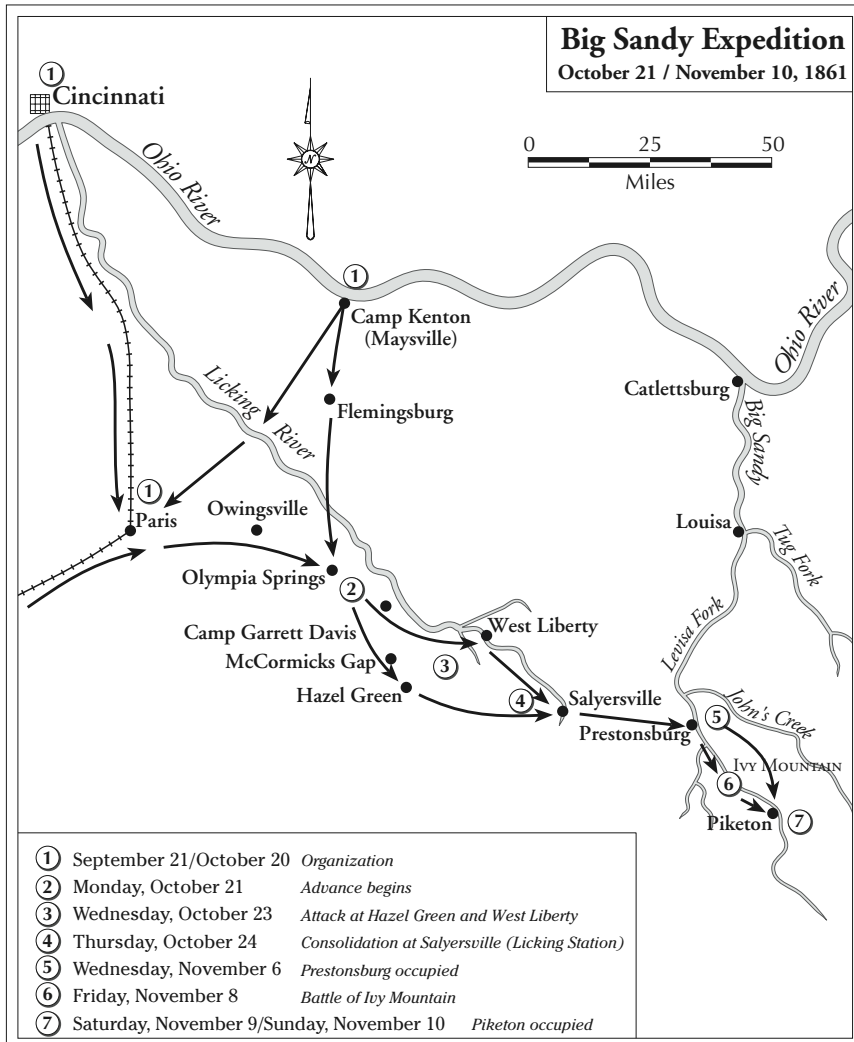 Big Sandy Expedition
October 21 / November 10, 1861
1
Cincinnati
N
0 25 50
Miles
Ohio River
1
Camp Kenton
(Maysville)
Ohio River
Catlettsburg
Licking River
Flemingsburg
Big Sandy
1
Paris
Owingsville
Louisa
Tug Fork
Olympia Springs
2
Levisa Fork
Camp Garrett Davis
West Liberty
McCormicks Gap
3
Hazel Green
4
Salyersville
Prestonsburg
5
John's Creek
Ivy Mountain
6
Piketon
7
1 September 21/October 20 Organization
2 Monday, October 21 Advance begins
3 Wednesday, October 23 Attack at Hazel Green and West Liberty
4 Thursday, October 24 Consolidation at Salyersville (Licking Station)
5 Wednesday, November 6 Prestonsburg occupied
6 Friday, November 8 Battle of Ivy Mountain
7 Saturday, November 9/Sunday, November 10 Piketon occupied